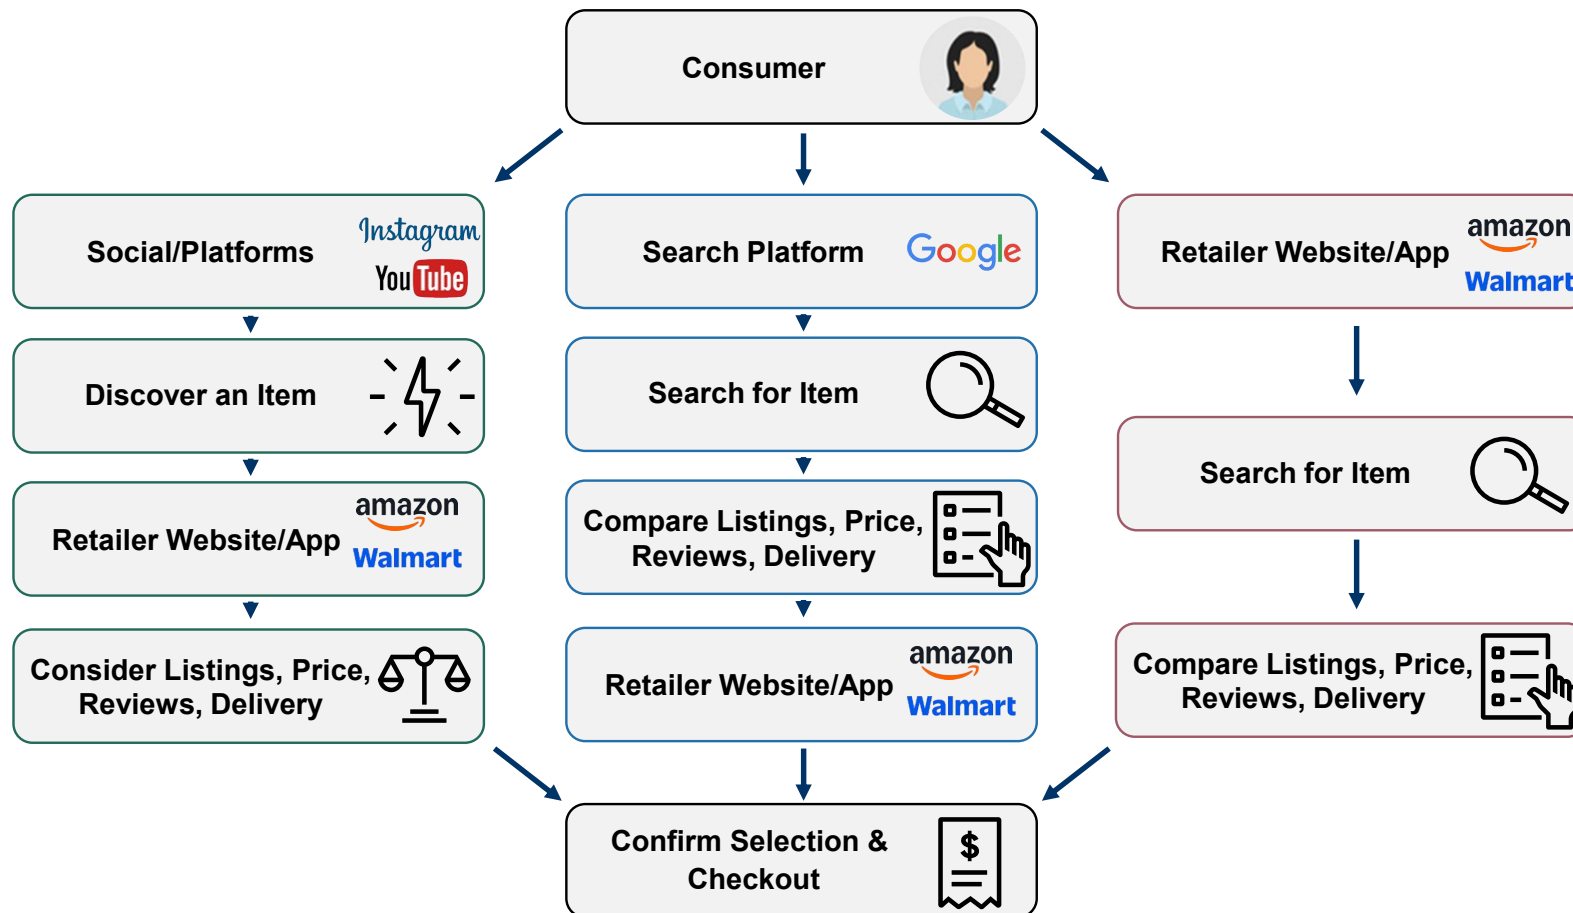 Consumer
Social/Platforms
Instagram
YouTube
Search Platform
Google
Retailer Website/App
amazon
Walmart
Discover an Item
Search for Item
Search for Item
Retailer Website/App
amazon
Walmart
Compare Listings, Price,
Reviews, Delivery
Consider Listings, Price,
Reviews, Delivery
Retailer Website/App
amazon
Walmart
Compare Listings, Price,
Reviews, Delivery
Confirm Selection &
Checkout
$